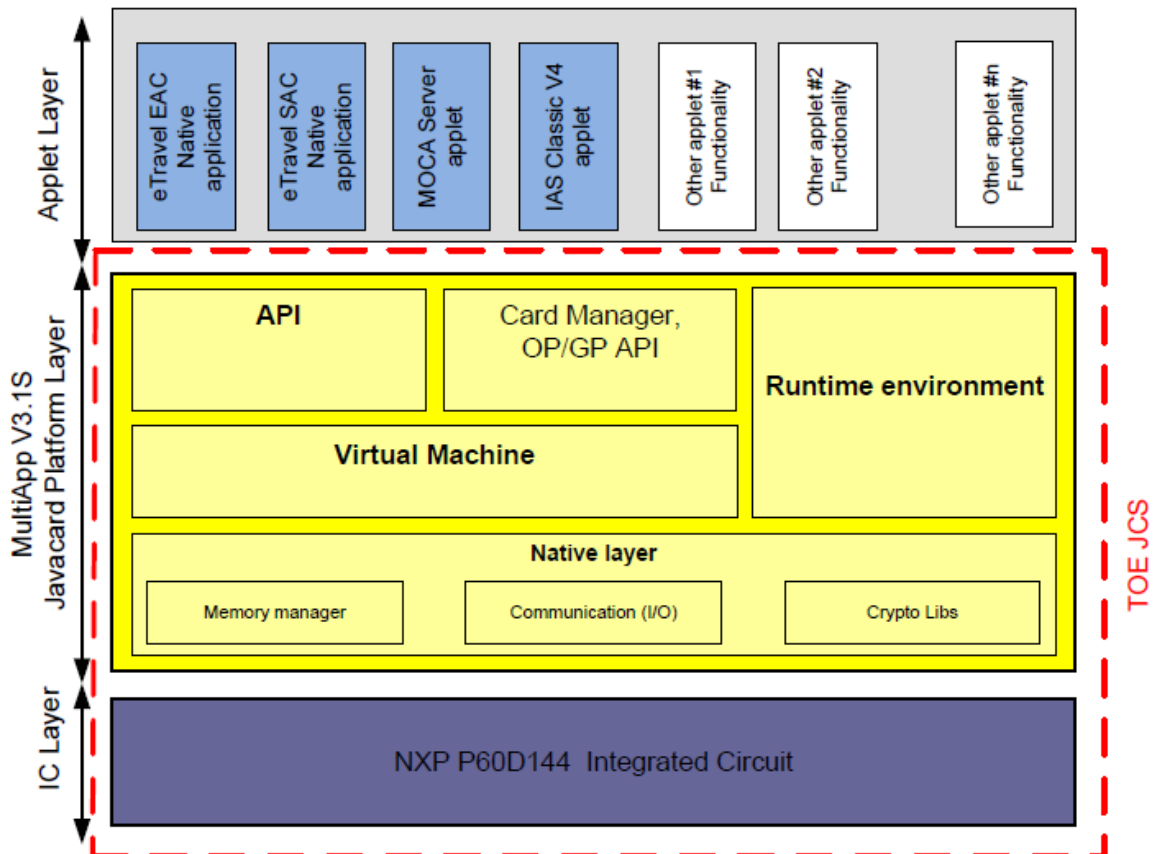 Applet Layer
eTravel EAC
Native
application
eTravel SAC
Native
application
MOCA Server
applet
IAS Classic V4
applet
Other applet #1
Functionality
Other applet #2
Functionality
Other applet #n
Functionality
MultiApp V3.1S
Javacard Platform Layer
API
Card Manager,
OP/GP API
Runtime environment
Virtual Machine
Native layer
Memory manager
Communication (I/O)
Crypto Libs
TOE JCS
IC Layer
NXP P60D144 Integrated Circuit